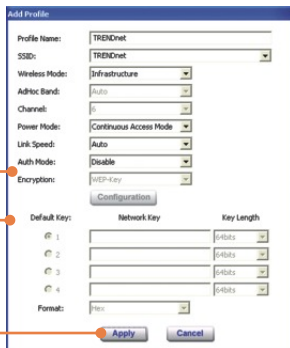 Add Profile
Profile Name: TRENDnet
SSID: TRENDnet
Wireless Mode: Infrastructure
AdHoc Band: Auto
Channel: 6
Power Mode: Continuous Access Mode
Link Speed: Auto
Auth Mode: Disable
Encryption: WEP-Key
Configuration
Default Key: Network Key Key Length
1 64bits
2 64bits
3 64bits
4 64bits
Format: Hex
Apply Cancel